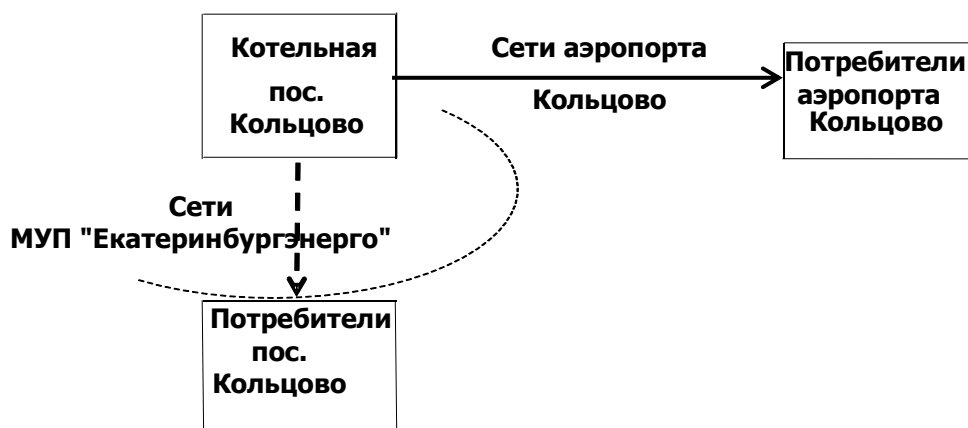 Котельная
пос.
Кольцово
Сети аэропорта
Кольцово
Потребители
аэропорта
Кольцово
Сети
МУП "Екатеринбургэнерго"
Потребители
пос.
Кольцово